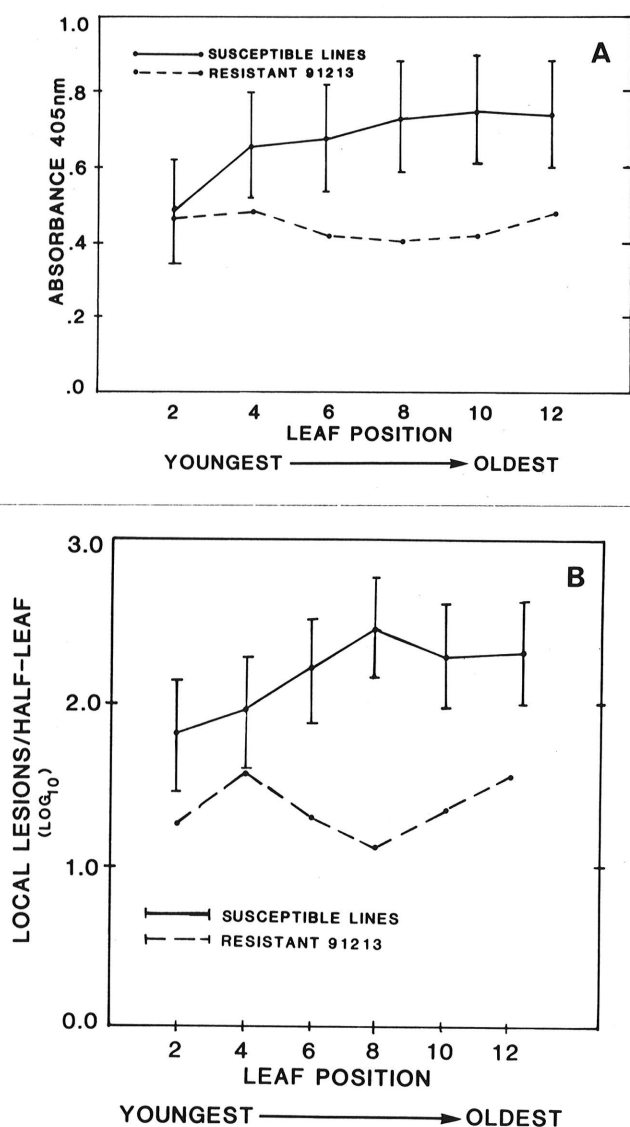 1.0
.8
.6
.4
.2
.0
ABSORBANCE 405nm
SUSCEPTIBLE LINES
RESISTANT 91213
A
2 4 6 8 10 12
LEAF POSITION
YOUNGEST OLDEST
3.0
2.0
1.0
0.0
LOCAL LESIONS/HALF-LEAF
(LOG10)
B
SUSCEPTIBLE LINES
RESISTANT 91213
2 4 6 8 10 12
LEAF POSITION
YOUNGEST OLDEST